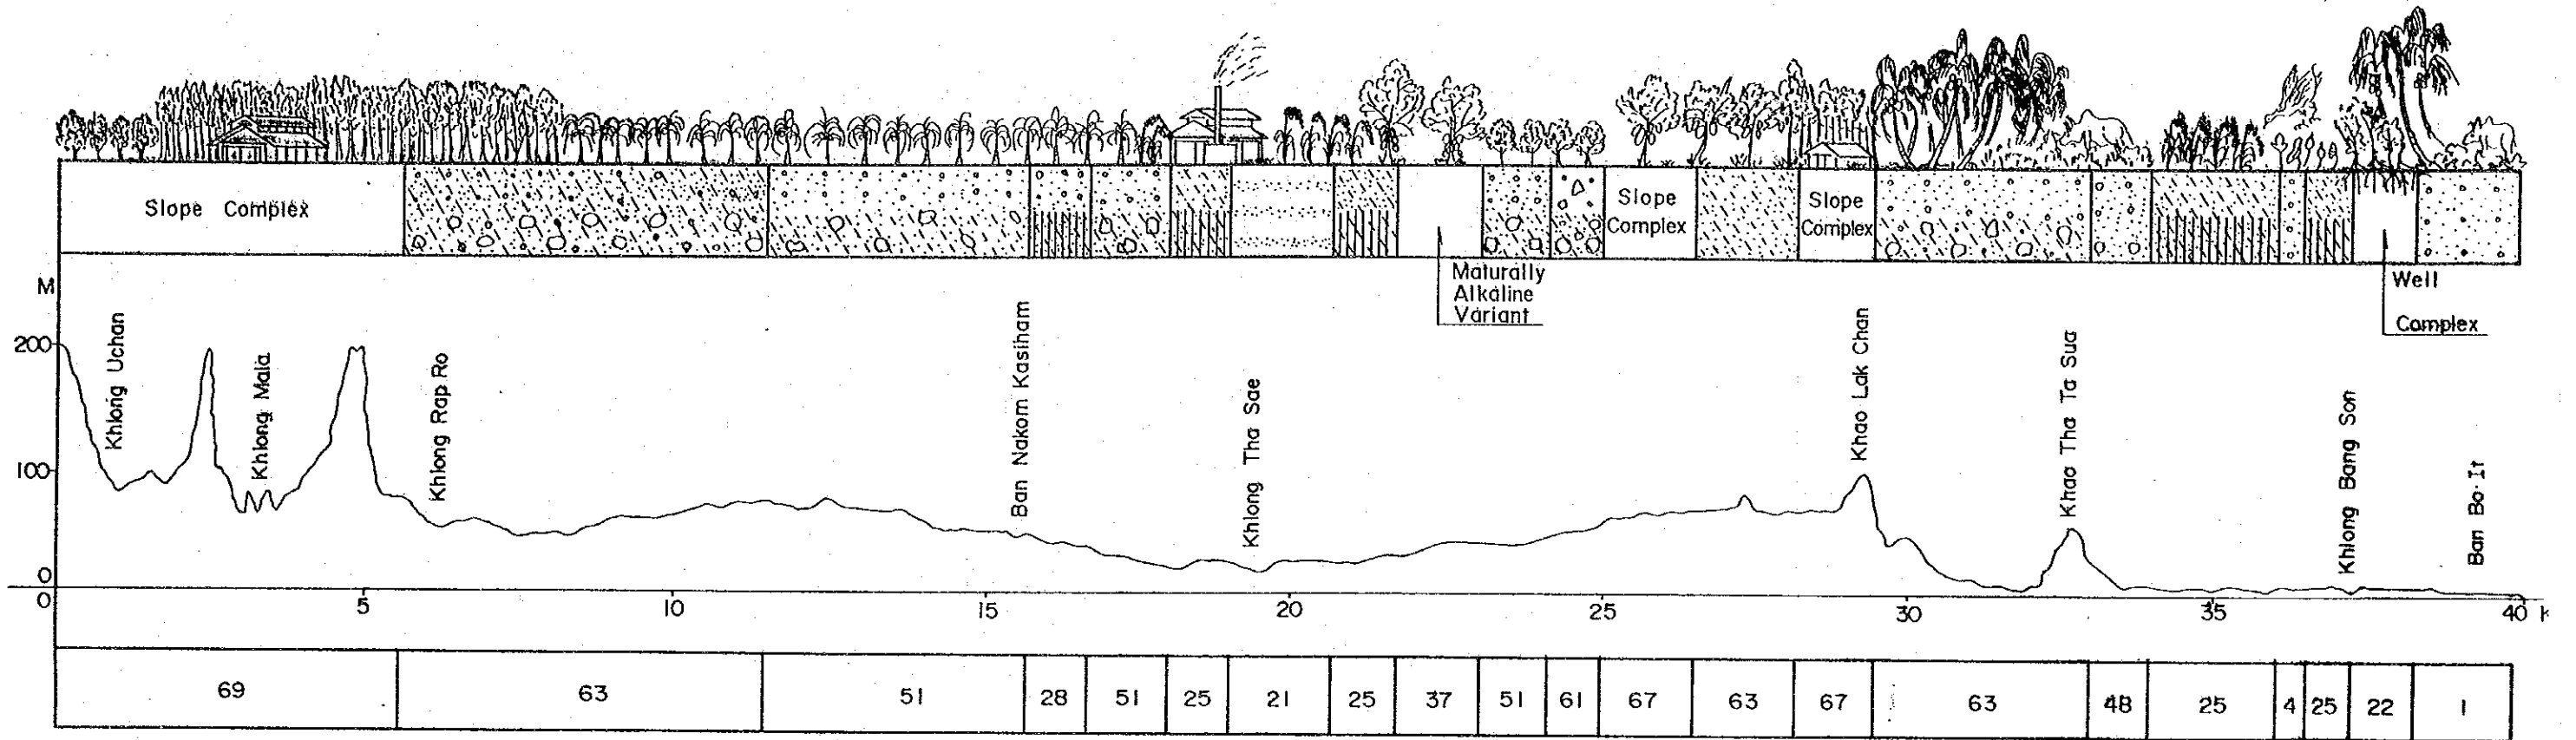 Slope Complex
Slope
Complex
Slope
Complex
Maturally
Alkaline
Variant
Well
Complex
M
200
100
0
Khlong Uchan
Khlong Mala
Khlong Rap Ro
Ban Nakom Kasiham
Khlong Tha Sae
Khao Lak Chan
Khao Tha Ta Sua
Khlong Bang Son
Ban Bo It
0 5 10 15 20 25 30 35 40
69 63 51 28 51 25 21 25 37 51 61 67 63 67 63 48 25 4 25 22 1